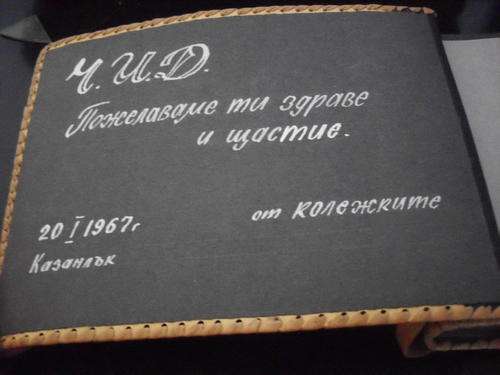 Ч. И. Д.
Пожелаваме ти здраве
и щастие.
от колежките
20 I 1967 г
Казанлък